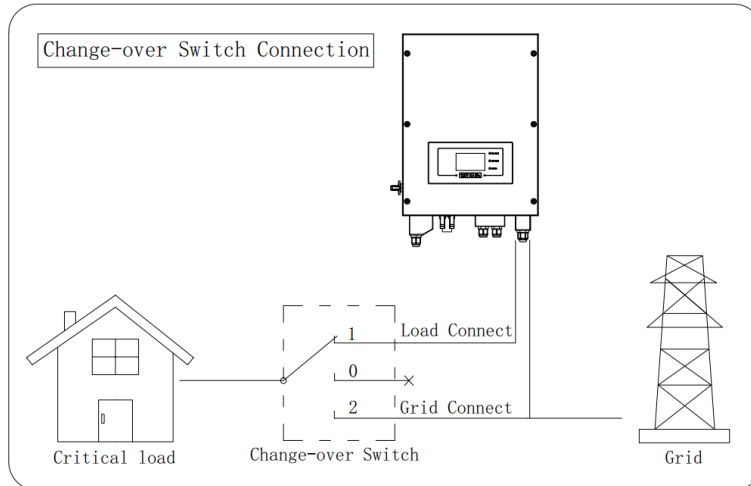 Change-over Switch Connection
1
Load Connect
0
2
Grid Connect
Critical load
Change-over Switch
Grid